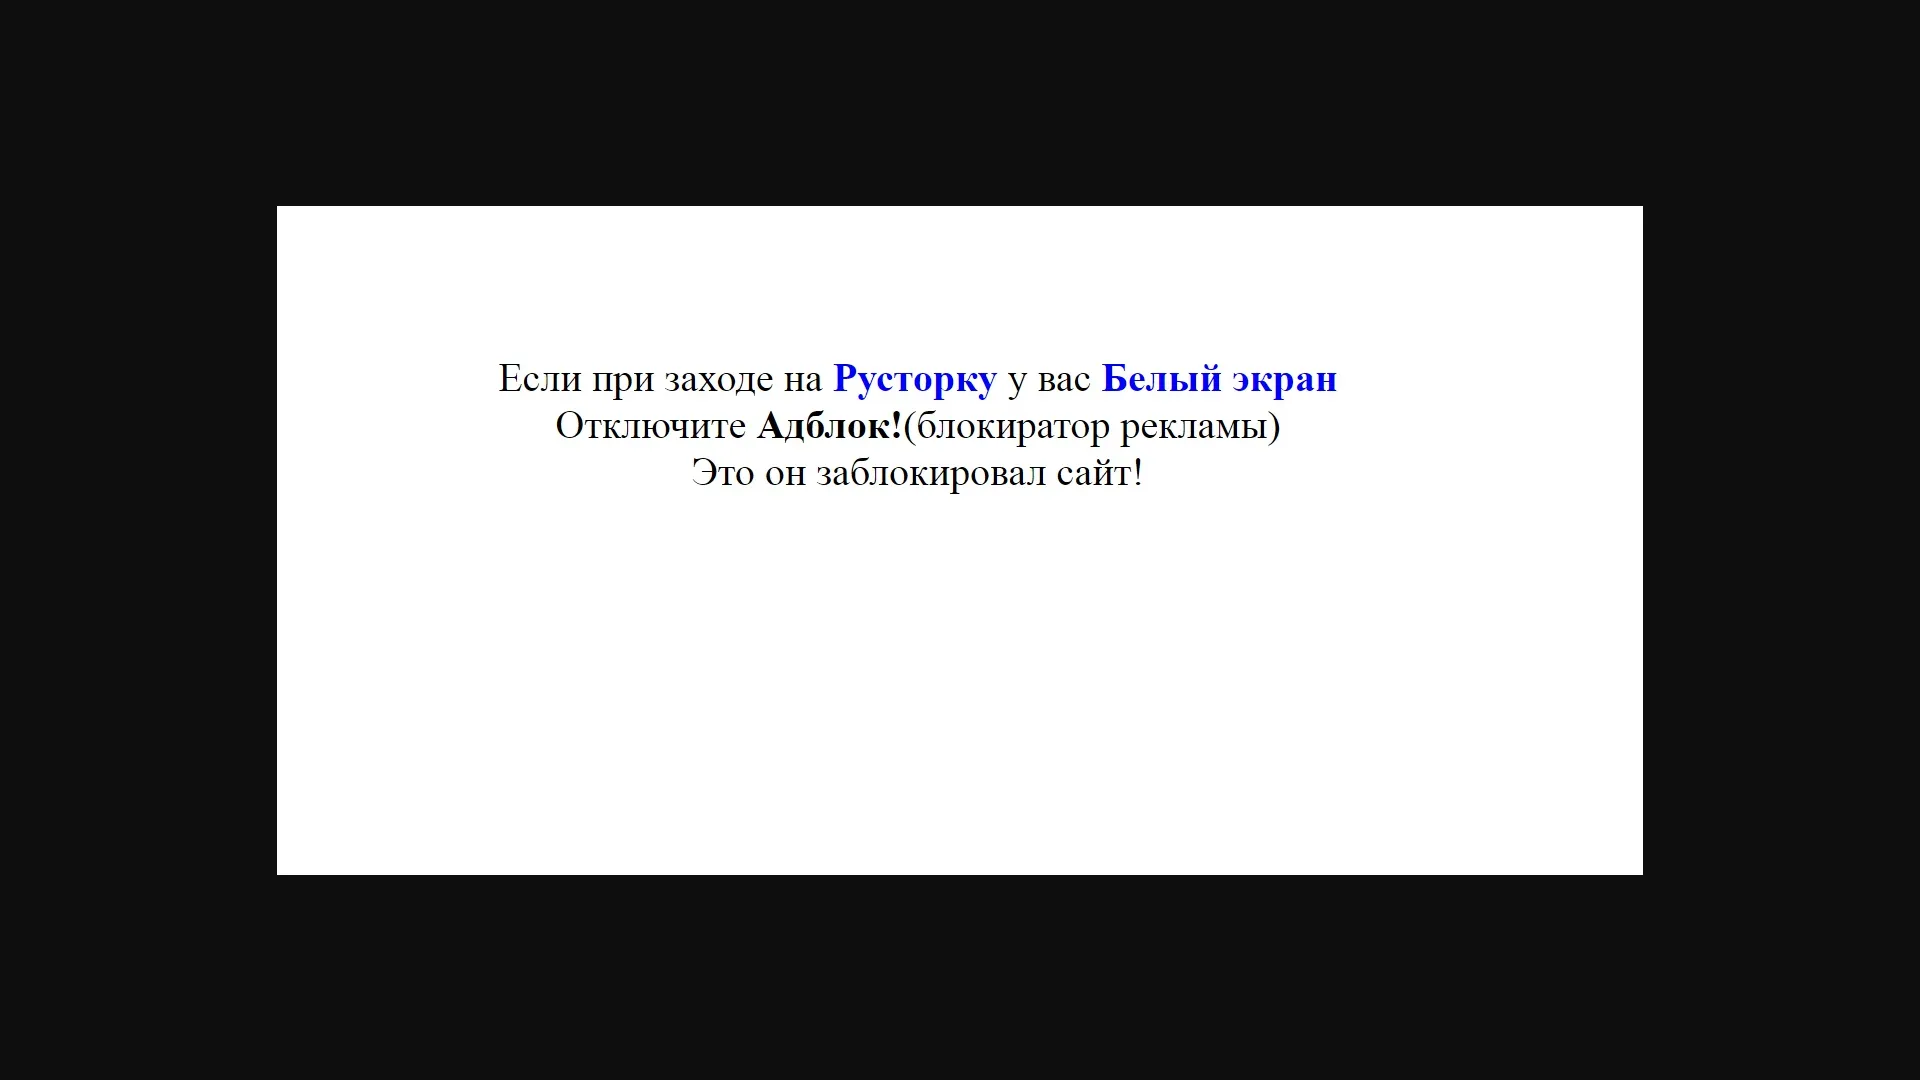 Если при заходе на Русторку у вас Белый экран
Отключите Адблок!(блокиратор рекламы)
Это он заблокировал сайт!